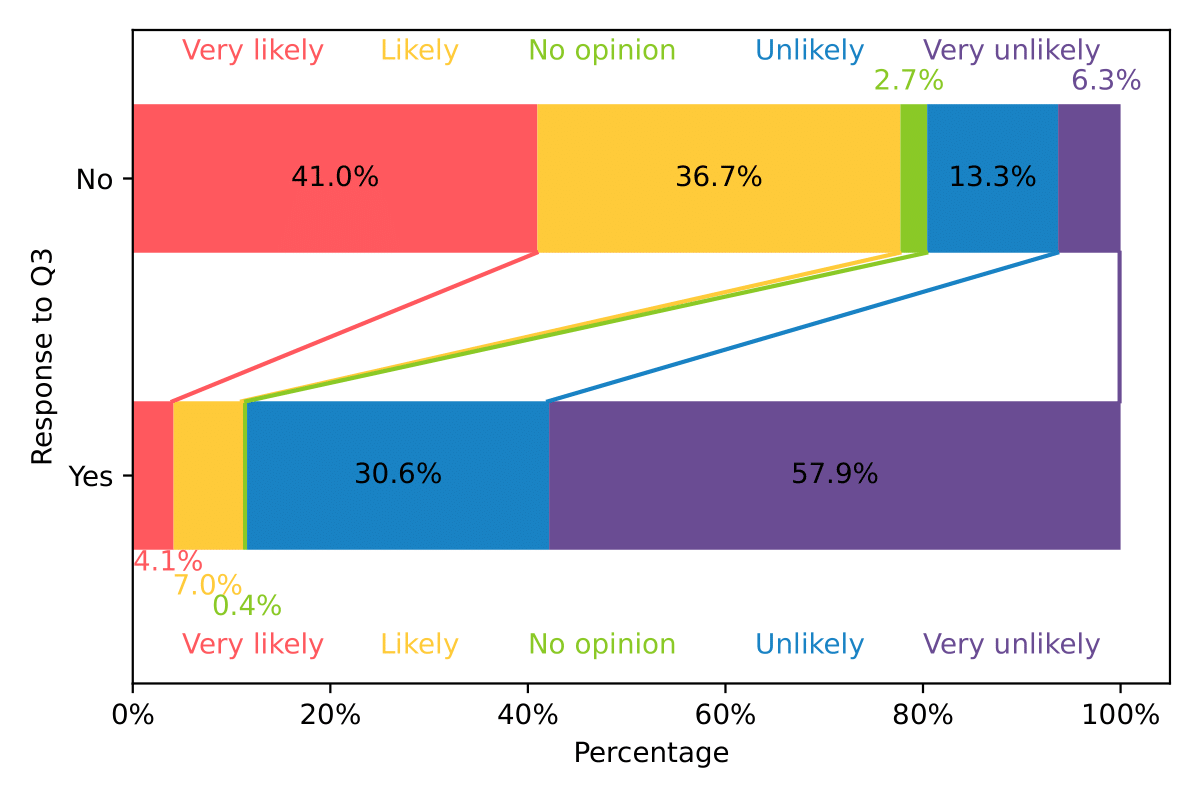 Very likely Likely No opinion Unlikely Very unlikely
2.7% 6.3%
No 41.0% 36.7% 13.3%
Response to Q3
Yes 30.6% 57.9%
4.1%
7.0%
0.4%
Very likely Likely No opinion Unlikely Very unlikely
0% 20% 40% 60% 80% 100%
Percentage